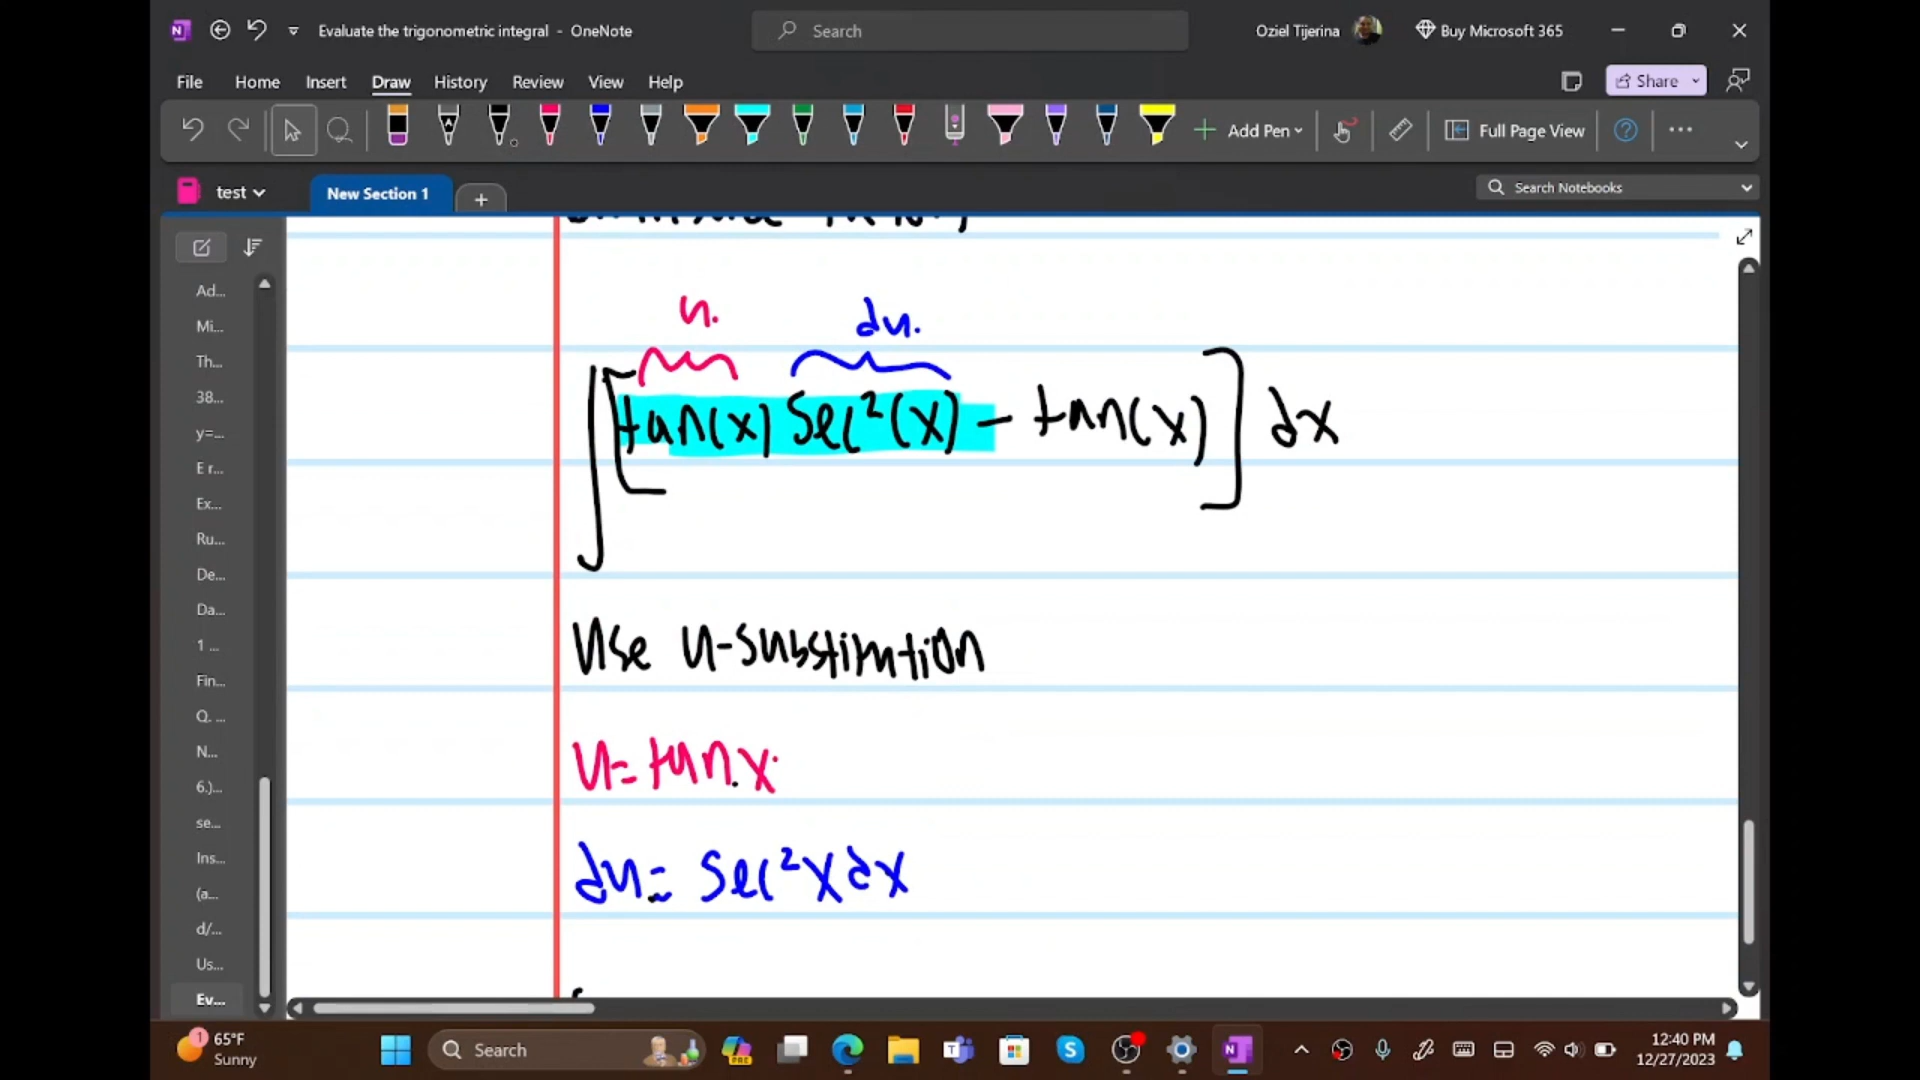 Evaluate the trigonometric integral - OneNote
Search
Oziel Tijerina
Buy Microsoft 365
File Home Insert Draw History Review View Help
Share
Add Pen
Full Page View
test
New Section 1
+
Search Notebooks
Ad...
Mi...
Th...
38...
y=...
E r...
Ex...
Ru...
De...
Da...
1 ...
Fin...
Q. ...
N...
6.)...
se...
Ins...
(a...
d/...
Us...
Ev...
u. du.
∫[tan(x) sec²(x) - tan(x)] dx
Use u-substitution
u=tan x
du= sec²x dx
1
65°F
Sunny
Search
PRE
12:40 PM
12/27/2023